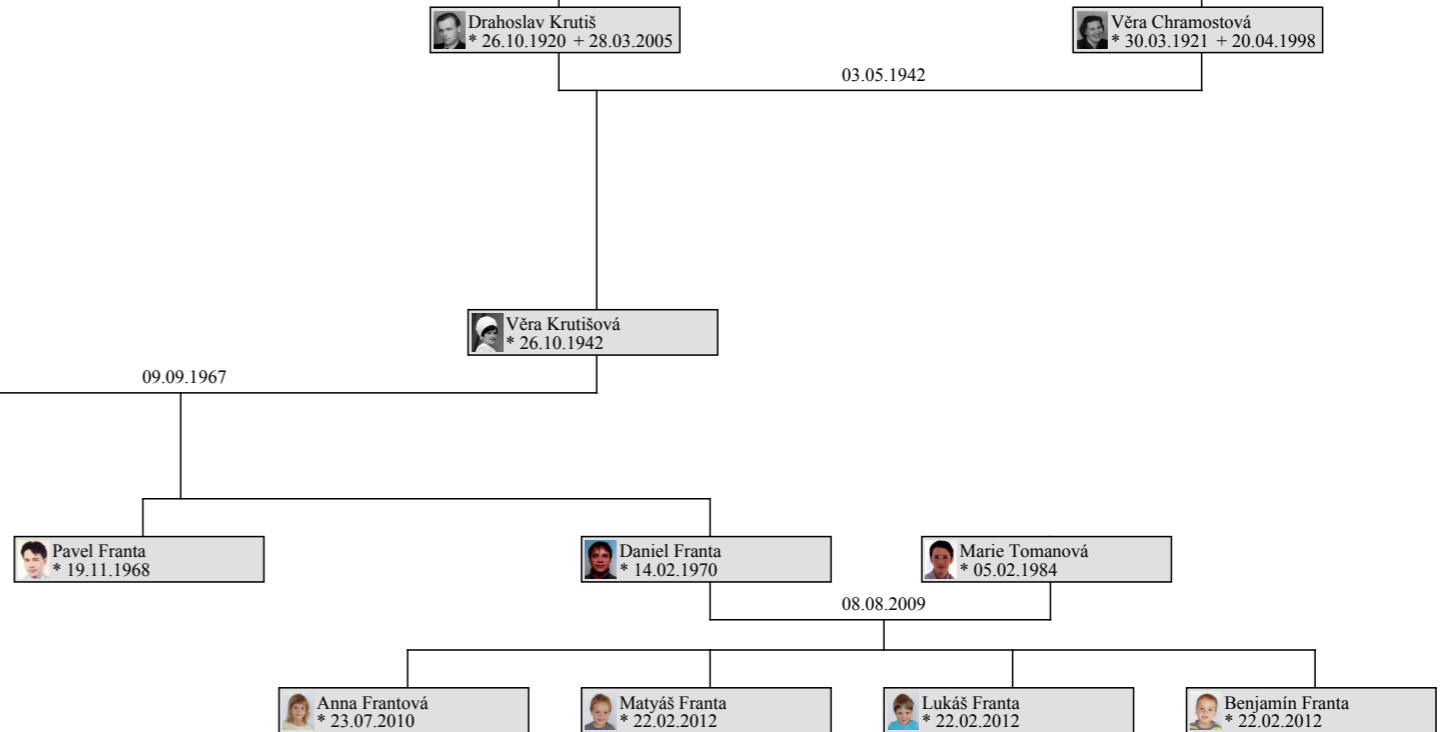 Drahoslav Krutiš
* 26.10.1920 + 28.03.2005
Věra Chramostová
* 30.03.1921 + 20.04.1998
03.05.1942
Věra Krutišová
* 26.10.1942
09.09.1967
Pavel Franta
* 19.11.1968
Daniel Franta
* 14.02.1970
Marie Tomanová
* 05.02.1984
08.08.2009
Anna Frantová
* 23.07.2010
Matyáš Franta
* 22.02.2012
Lukáš Franta
* 22.02.2012
Benjamín Franta
* 22.02.2012